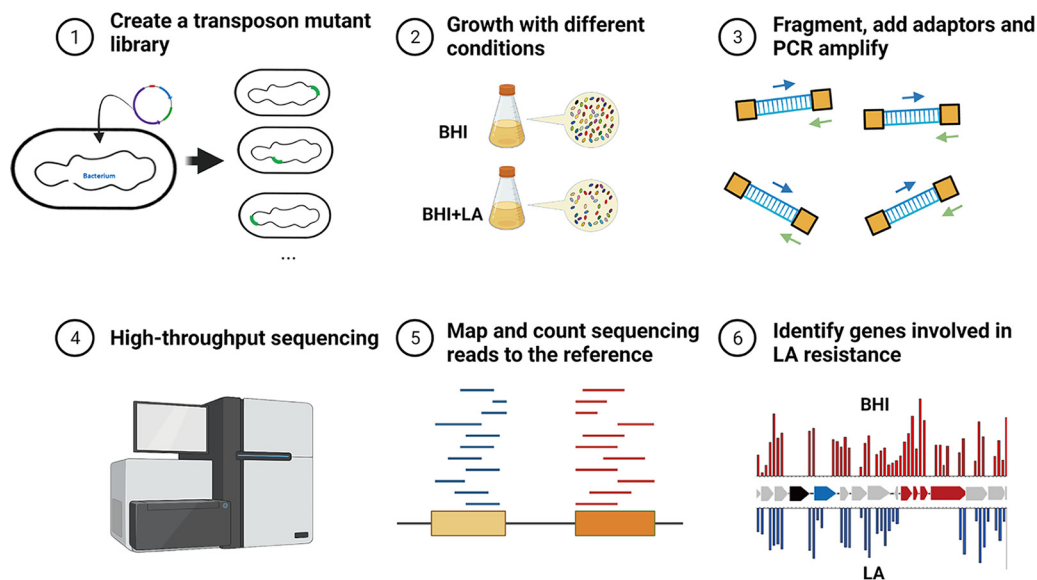 1
Create a transposon mutant
library
Bacterium
...
2
Growth with different
conditions
BHI
BHI+LA
3
Fragment, add adaptors and
PCR amplify
4
High-throughput sequencing
5
Map and count sequencing
reads to the reference
6
Identify genes involved in
LA resistance
BHI
LA